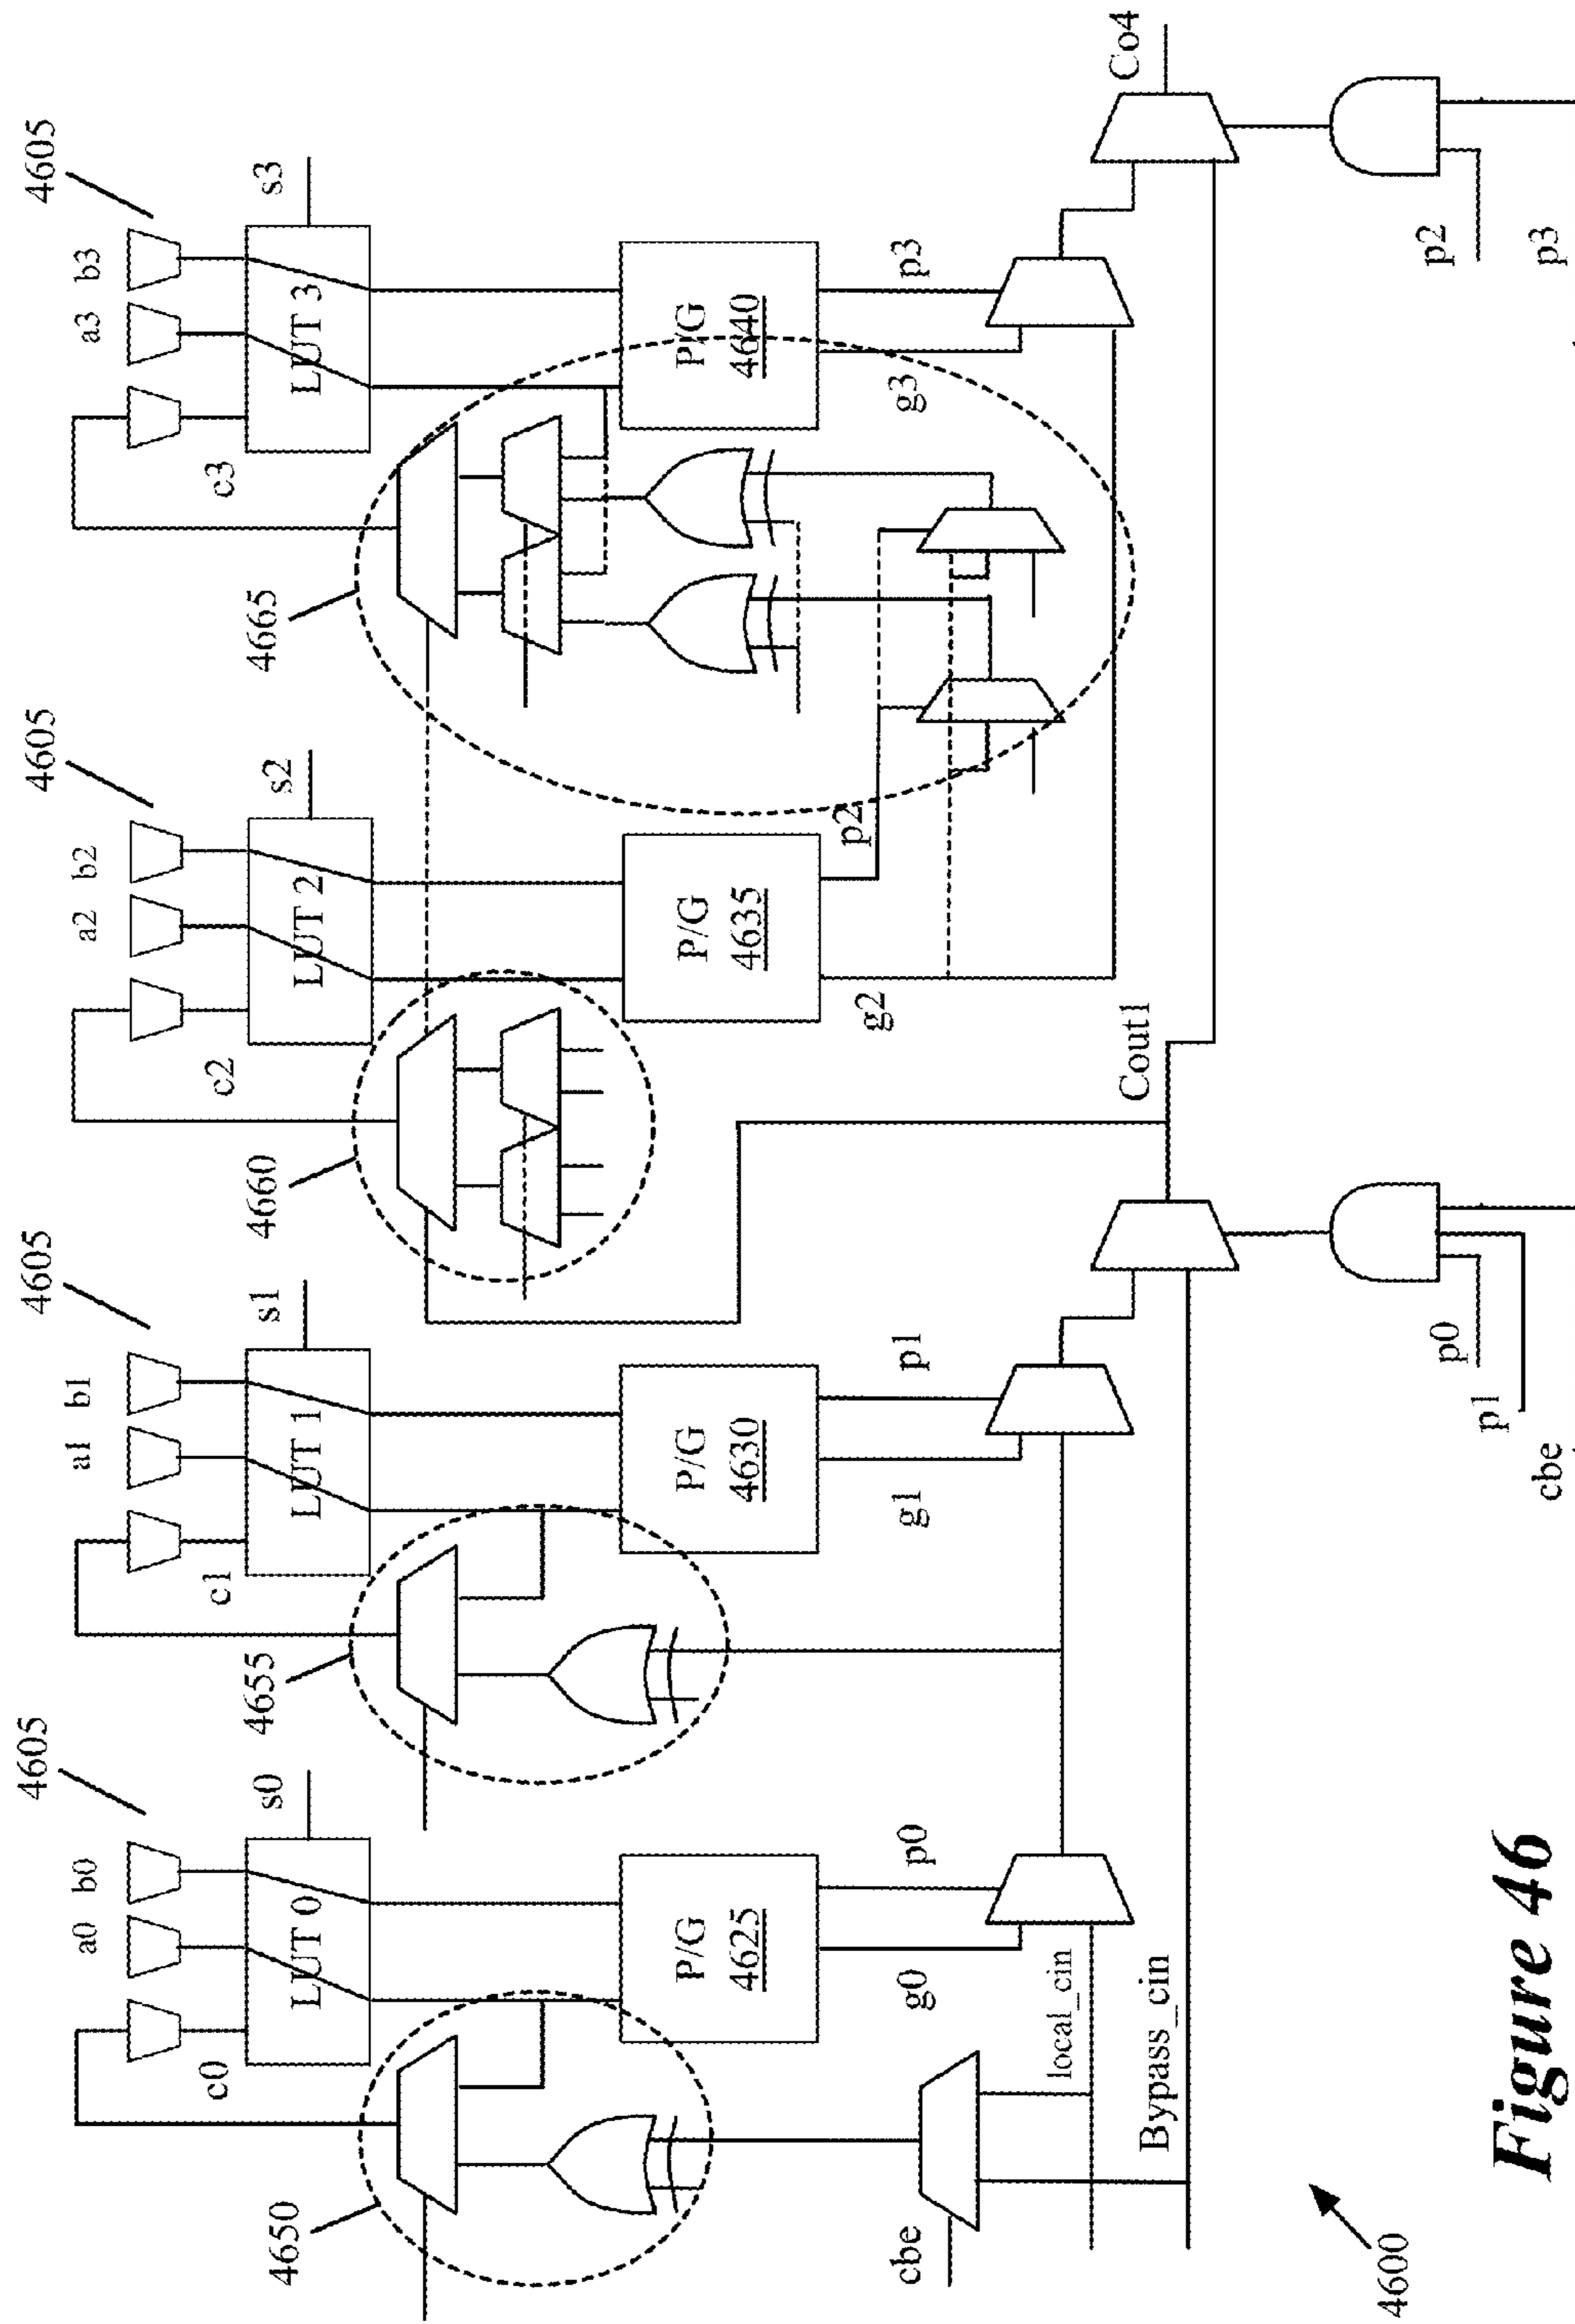 4605
4605
4605
4605
a0
b0
a1
b1
a2
b2
a3
b3
c0
LUT 0
s0
c1
LUT 1
s1
c2
LUT 2
s2
c3
LUT 3
s3
4650
4655
4660
4665
P/G
4625
P/G
4630
P/G
4635
P/G
4640
g0
p0
g1
p1
g2
p2
g3
p3
cbe
local_cin
Bypass_cin
Cout1
Co4
p0
p1
cbe
p2
p3
4600
Figure 46